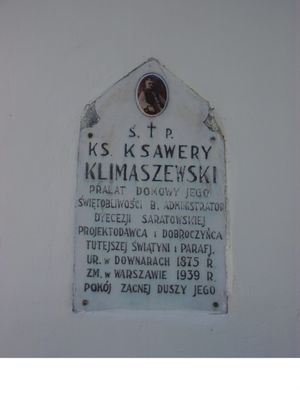 Ś. † P.
KS. KSAWERY
KLIMASZEWSKI
PRAŁAT DOMOWY JEGO
ŚWIĘTOBLIWOŚCI B. ADMINISTRATOR
DYECEZJI SARATOWSKIEJ
PROJEKTODAWCA I DOBROCZYŃCA
TUTEJSZEJ ŚWIĄTYNI I PARAFJ.
UR. W DOWNARACH 1875 R.
ZM. W WARSZAWIE 1939 R.
POKÓJ ZACNEJ DUSZY JEGO